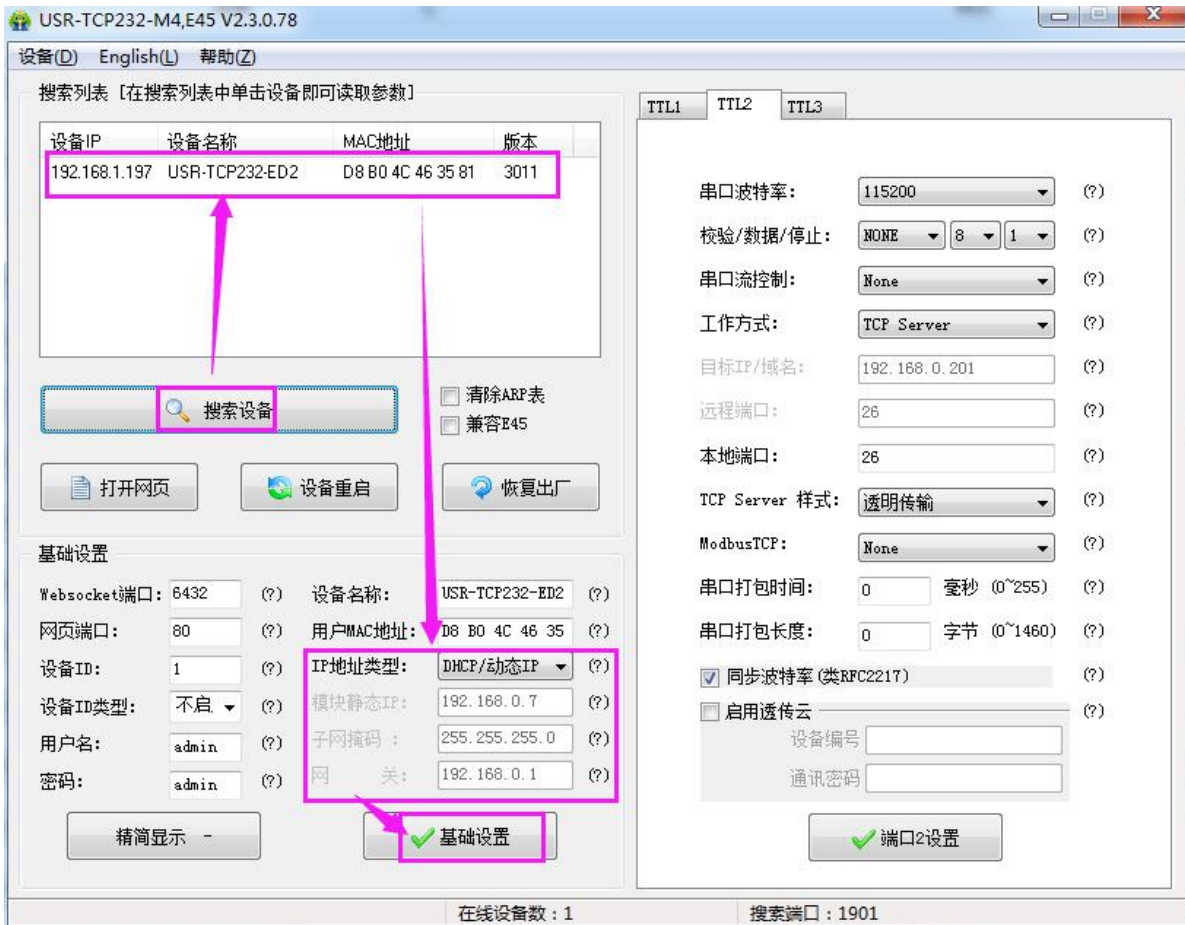 USR-TCP232-M4,E45 V2.3.0.78
设备(D) English(L) 帮助(Z)
搜索列表 [在搜索列表中单击设备即可读取参数]
设备IP 设备名称 MAC地址 版本
192.168.1.197 USR-TCP232-ED2 D8 B0 4C 46 35 81 3011
搜索设备
清除ARP表
兼容E45
打开网页 设备重启 恢复出厂
基础设置
Websocket端口: 6432 (?) 设备名称: USR-TCP232-ED2 (?)
网页端口: 80 (?) 用户MAC地址: D8 B0 4C 46 35 (?)
设备ID: 1 (?) IP地址类型: DHCP/动态IP (?)
设备ID类型: 不启 (?) 模块静态IP: 192.168.0.7 (?)
用户名: admin (?) 子网掩码 : 255.255.255.0 (?)
密码: admin (?) 网 关: 192.168.0.1 (?)
精简显示 - 基础设置
TTL1 TTL2 TTL3
串口波特率: 115200 (?)
校验/数据/停止: NONE 8 1 (?)
串口流控制: None (?)
工作方式: TCP Server (?)
目标IP/域名: 192.168.0.201 (?)
远程端口: 26 (?)
本地端口: 26 (?)
TCP Server 样式: 透明传输 (?)
ModbusTCP: None (?)
串口打包时间: 0 毫秒 (0~255) (?)
串口打包长度: 0 字节 (0~1460) (?)
同步波特率(类RFC2217) (?)
启用透传云 (?)
设备编号
通讯密码
端口2设置
在线设备数:1 搜索端口:1901